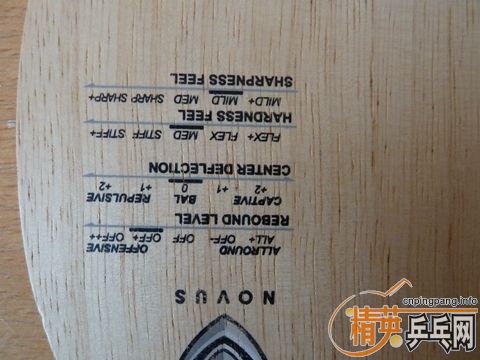 NOVUS
ALLROUND OFFENSIVE
ALL+ OFF- OFF OFF+ OFF++
REBOUND LEVEL
CAPTIVE BAL REPULSIVE
+2 +1 0 +1 +2
CENTER DEFLECTION
FLEX+ FLEX MED STIFF STIFF+
HARDNESS FEEL
MILD+ MILD MED SHARP SHARP+
SHARPNESS FEEL
cnpingpang.info
精英乒乓网